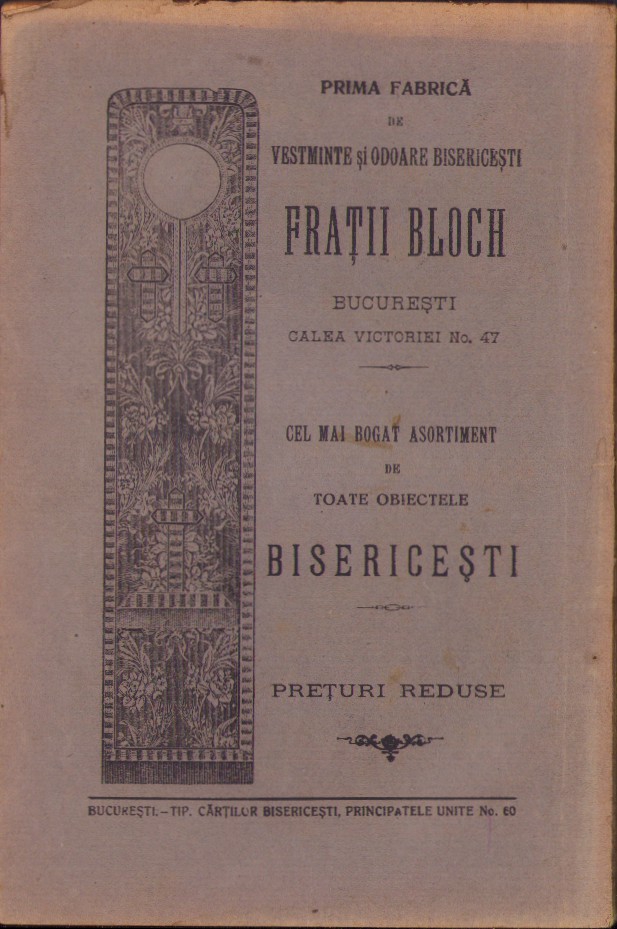 PRIMA FABRICĂ
DE
VESTMINTE și ODOARE BISERICEȘTI
FRAȚII BLOCH
BUCUREȘTI
CALEA VICTORIEI No. 47
CEL MAI BOGAT ASORTIMENT
DE
TOATE OBIECTELE
BISERICEȘTI
PREȚURI REDUSE
BUCUREȘTI.—TIP. CĂRȚILOR BISERICEȘTI, PRINCIPATELE UNITE No. 60